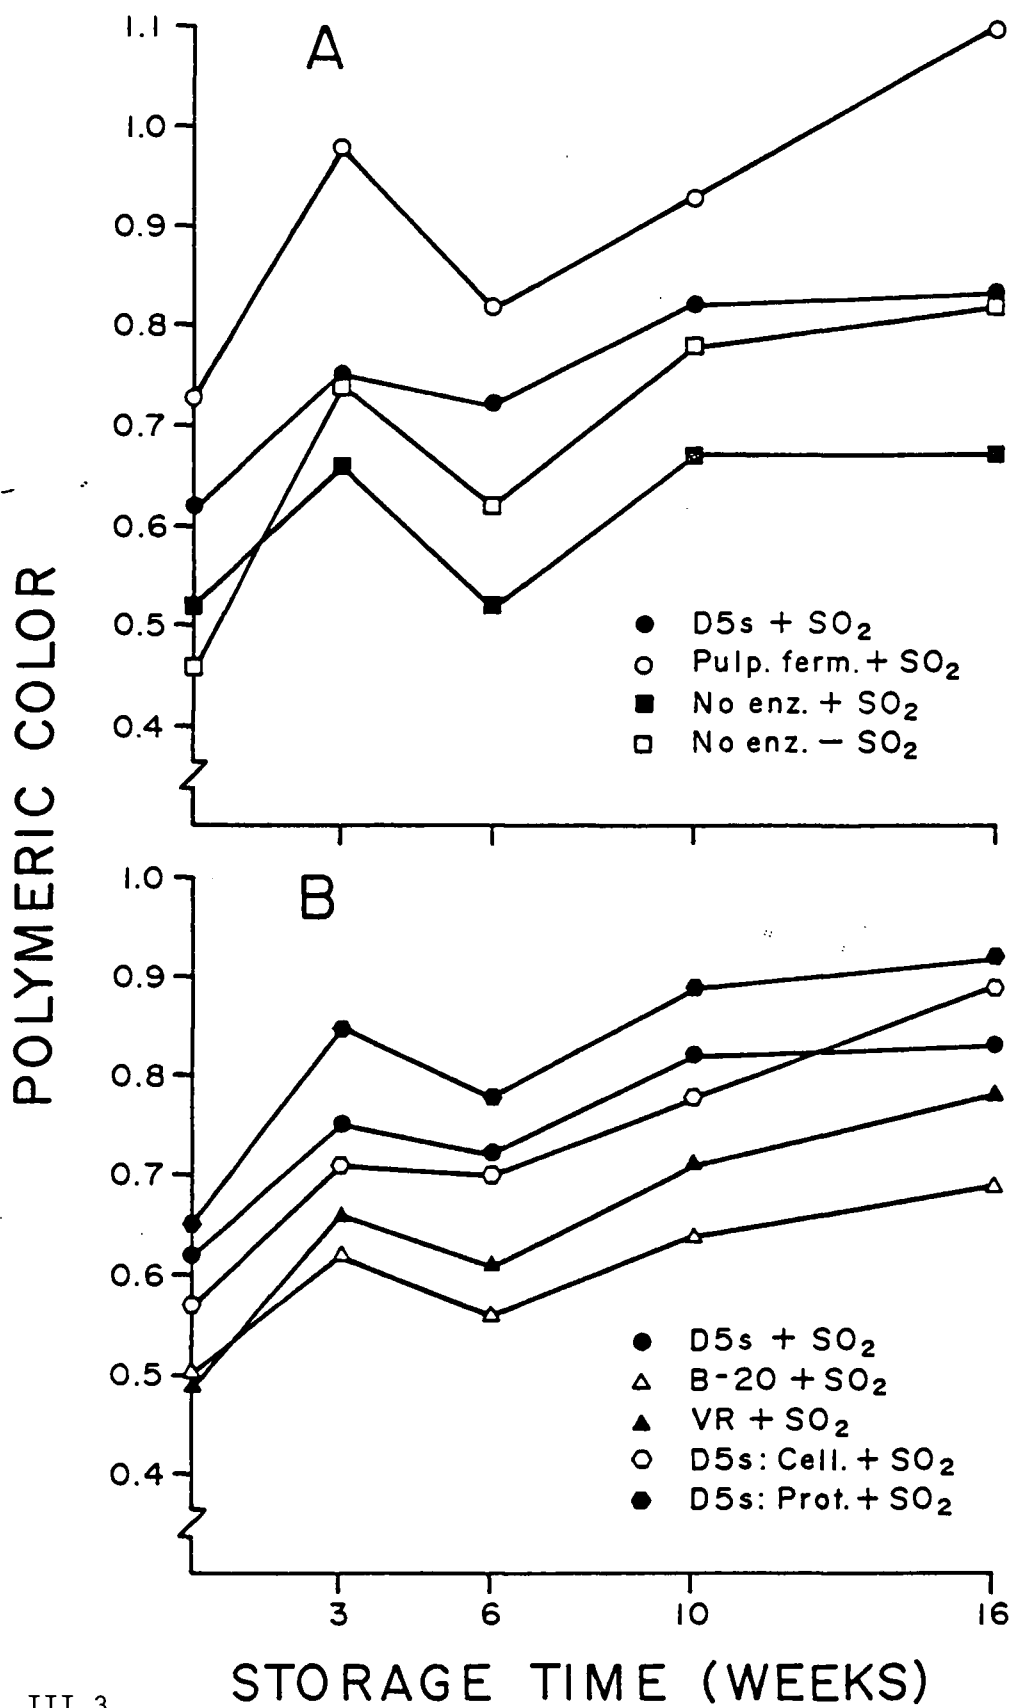 POLYMERIC COLOR
A
1.1
1.0
0.9
0.8
0.7
0.6
0.5
0.4
D5s + SO2
Pulp. ferm. + SO2
No enz. + SO2
No enz. − SO2
B
1.0
0.9
0.8
0.7
0.6
0.5
0.4
D5s + SO2
B-20 + SO2
VR + SO2
D5s: Cell. + SO2
D5s: Prot. + SO2
3 6 10 16
STORAGE TIME (WEEKS)
III.3